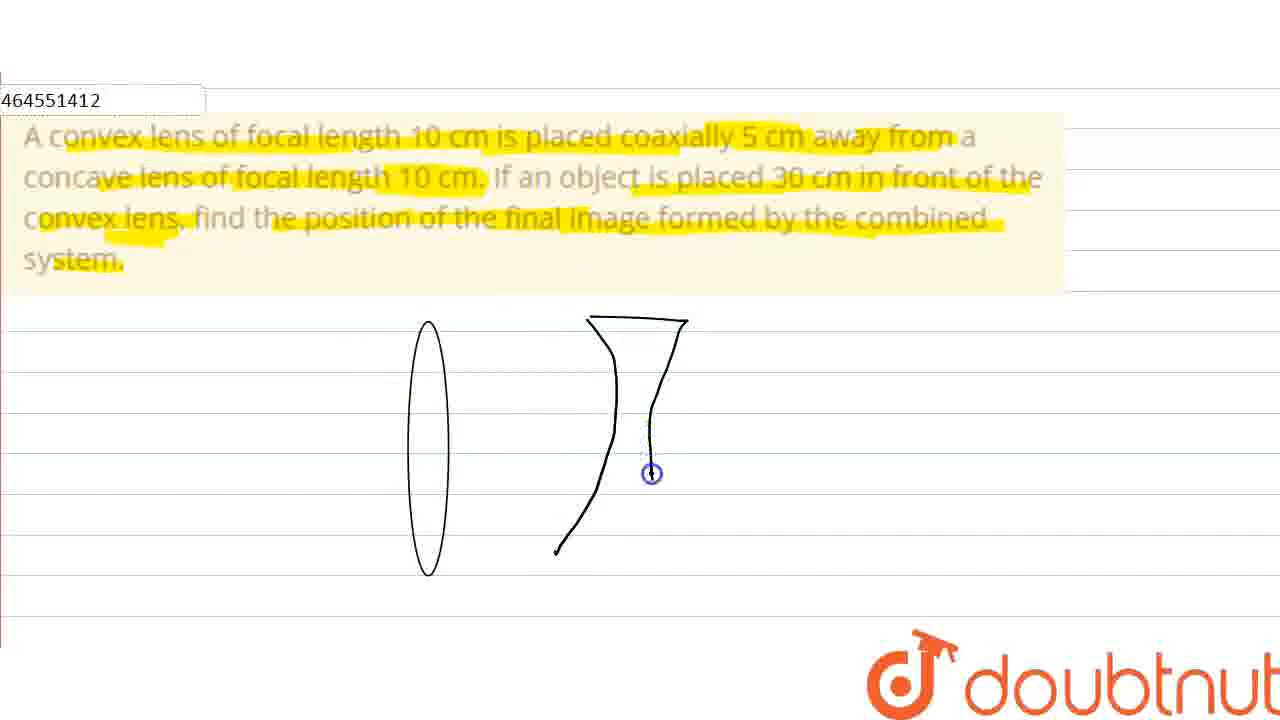 464551412
A convex lens of focal length 10 cm is placed coaxially 5 cm away from a
concave lens of focal length 10 cm. If an object is placed 30 cm in front of the
convex lens, find the position of the final image formed by the combined
system.
doubtnut